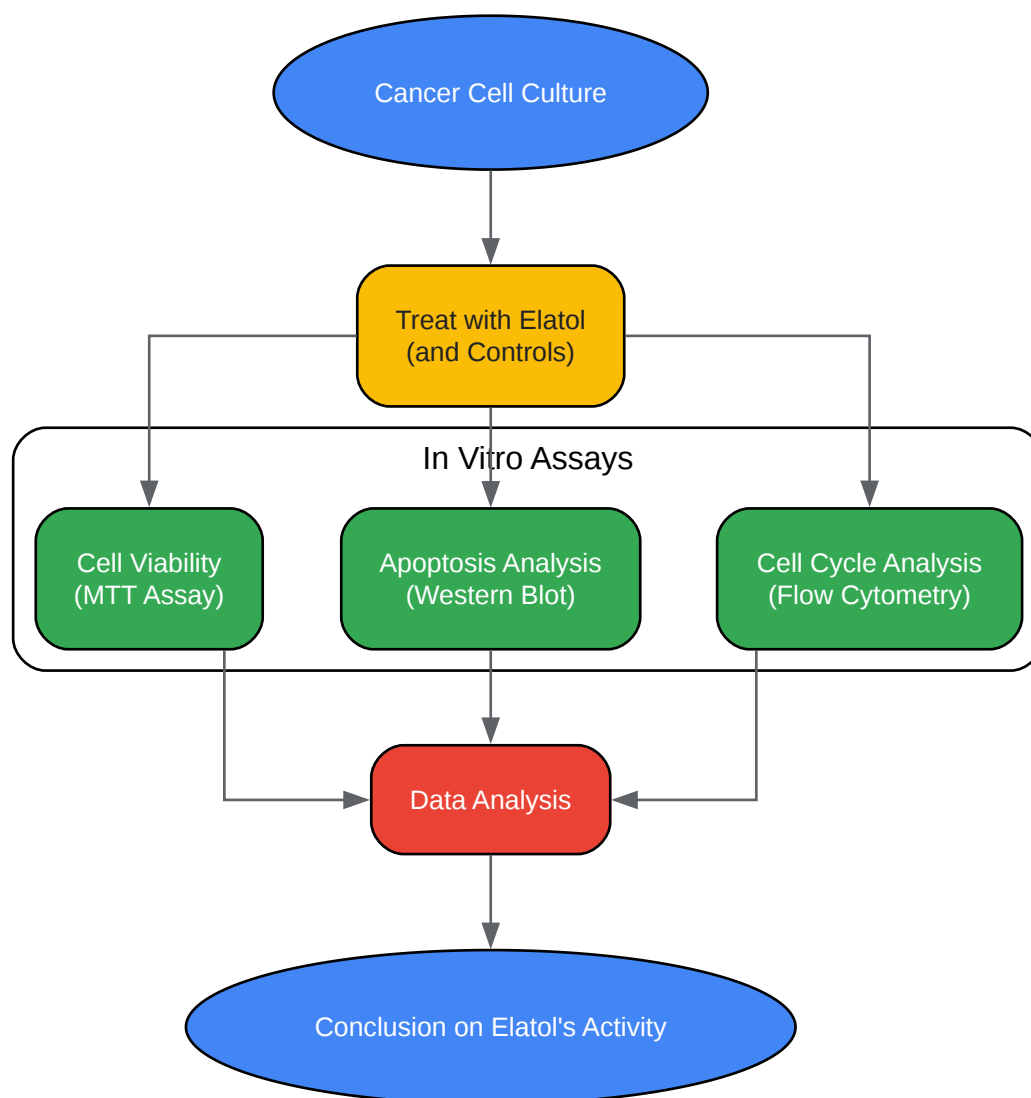 Cancer Cell Culture
Treat with Elatol
(and Controls)
In Vitro Assays
Cell Viability
(MTT Assay)
Apoptosis Analysis
(Western Blot)
Cell Cycle Analysis
(Flow Cytometry)
Data Analysis
Conclusion on Elatol's Activity